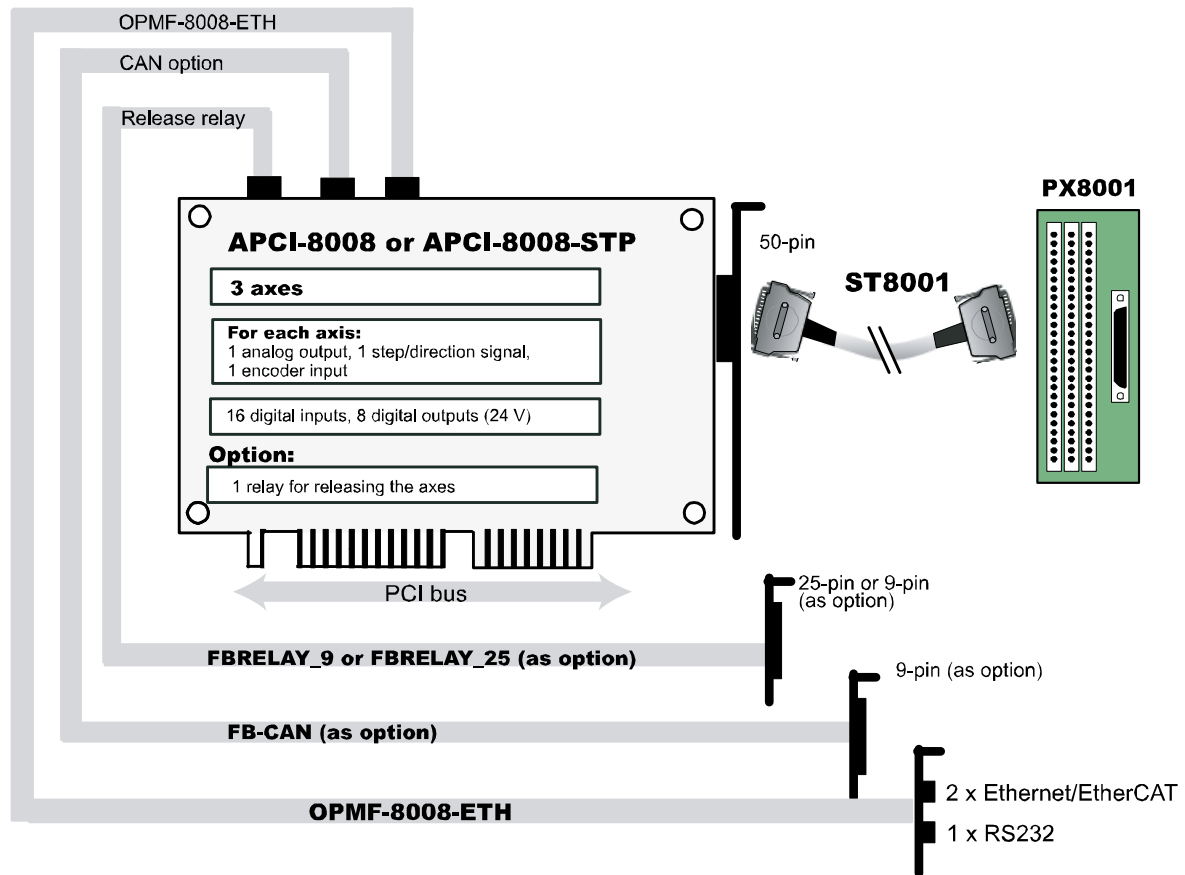 OPMF-8008-ETH
CAN option
Release relay
APCI-8008 or APCI-8008-STP
3 axes
For each axis:
1 analog output, 1 step/direction signal,
1 encoder input
16 digital inputs, 8 digital outputs (24 V)
Option:
1 relay for releasing the axes
PCI bus
50-pin
ST8001
PX8001
25-pin or 9-pin
(as option)
FBRELAY_9 or FBRELAY_25 (as option)
9-pin (as option)
FB-CAN (as option)
2 x Ethernet/EtherCAT
OPMF-8008-ETH
1 x RS232